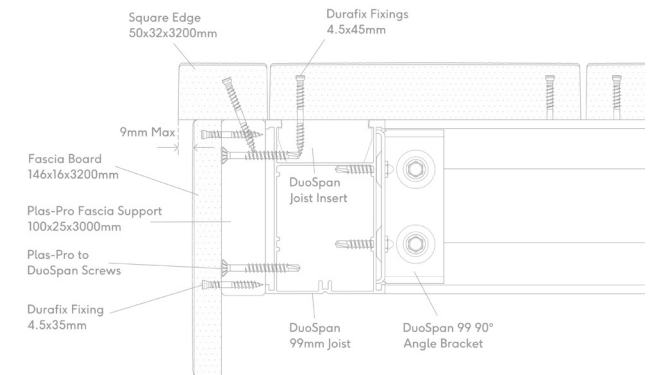 Square Edge
50x32x3200mm
Durafix Fixings
4.5x45mm
9mm Max
Fascia Board
146x16x3200mm
Plas-Pro Fascia Support
100x25x3000mm
Plas-Pro to
DuoSpan Screws
Durafix Fixing
4.5x35mm
DuoSpan
Joist Insert
DuoSpan
99mm Joist
DuoSpan 99 90°
Angle Bracket